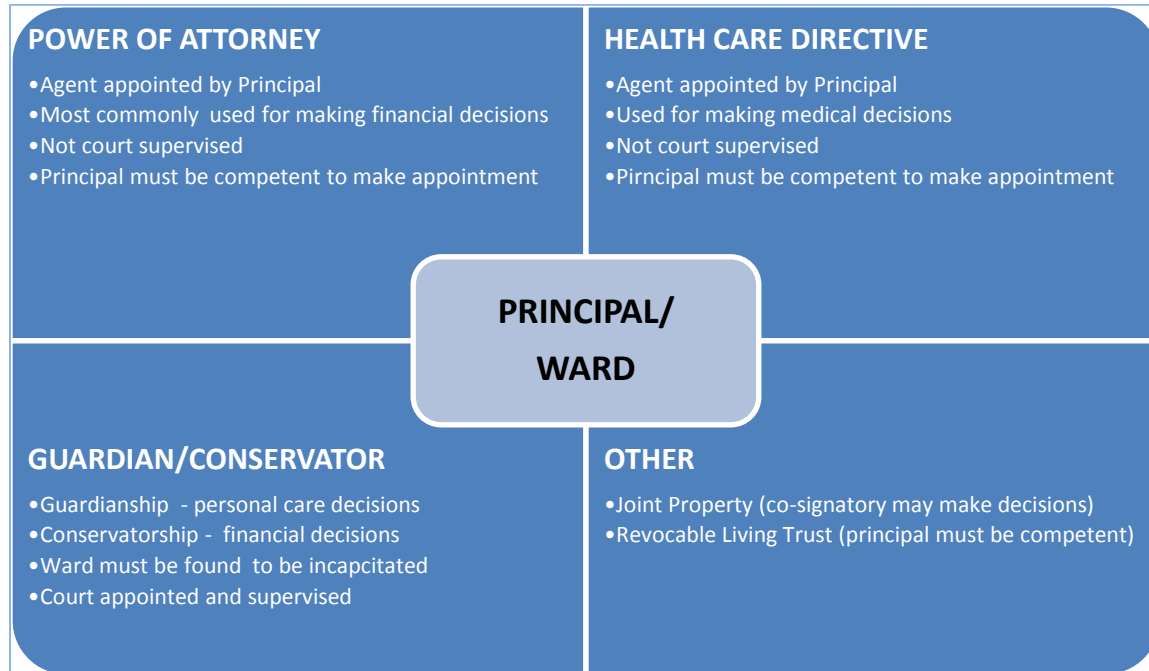 POWER OF ATTORNEY
•Agent appointed by Principal
•Most commonly  used for making financial decisions
•Not court supervised
•Principal must be competent to make appointment
HEALTH CARE DIRECTIVE
•Agent appointed by Principal
•Used for making medical decisions
•Not court supervised
•Pirncipal must be competent to make appointment
PRINCIPAL/
WARD
GUARDIAN/CONSERVATOR
•Guardianship  - personal care decisions
•Conservatorship -  financial decisions
•Ward must be found  to be incapcitated
•Court appointed and supervised
OTHER
•Joint Property (co-signatory may make decisions)
•Revocable Living Trust (principal must be competent)